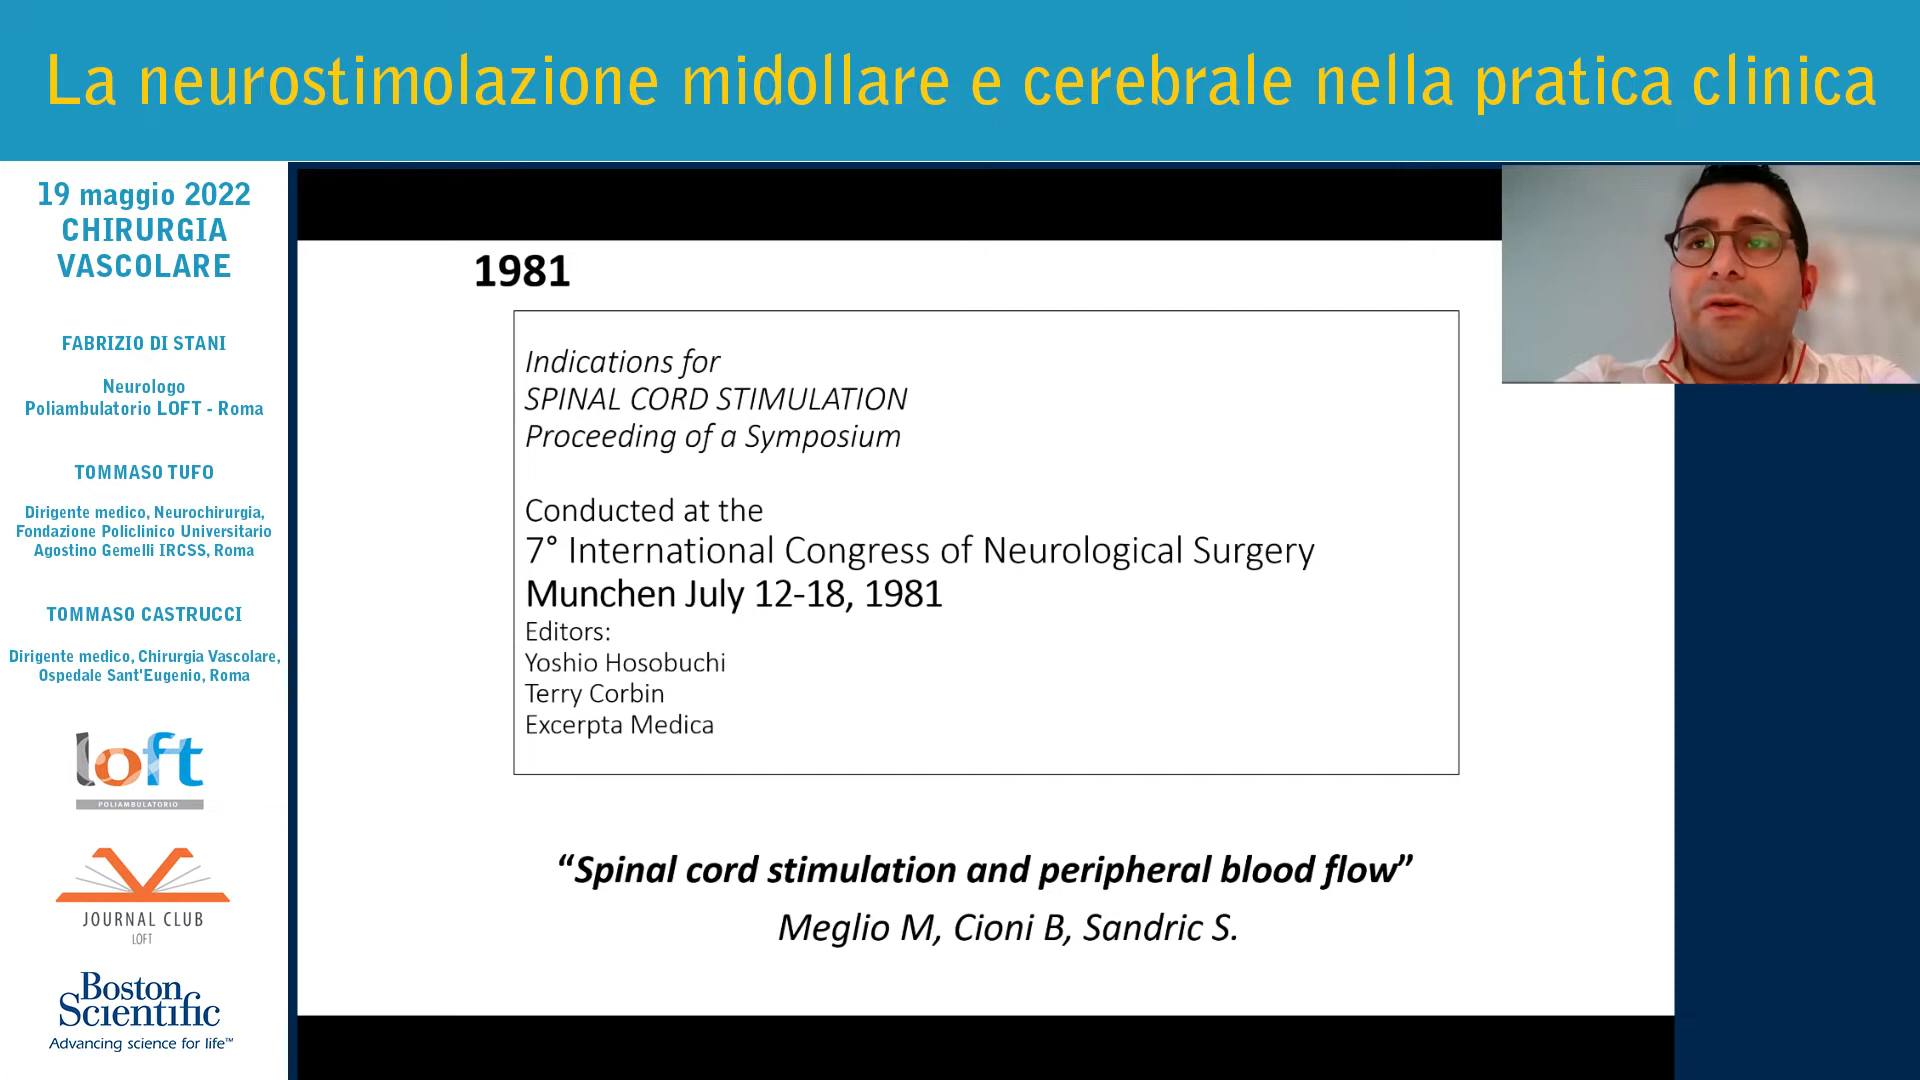 La neurostimolazione midollare e cerebrale nella pratica clinica
19 maggio 2022
CHIRURGIA
VASCOLARE
FABRIZIO DI STANI
Neurologo
Poliambulatorio LOFT - Roma
TOMMASO TUFO
Dirigente medico, Neurochirurgia,
Fondazione Policlinico Universitario
Agostino Gemelli IRCSS, Roma
TOMMASO CASTRUCCI
Dirigente medico, Chirurgia Vascolare,
Ospedale Sant'Eugenio, Roma
loft
POLIAMBULATORIO
JOURNAL CLUB
LOFT
Boston
Scientific
Advancing science for life™
1981
Indications for
SPINAL CORD STIMULATION
Proceeding of a Symposium
Conducted at the
7° International Congress of Neurological Surgery
Munchen July 12-18, 1981
Editors:
Yoshio Hosobuchi
Terry Corbin
Excerpta Medica
“Spinal cord stimulation and peripheral blood flow”
Meglio M, Cioni B, Sandric S.